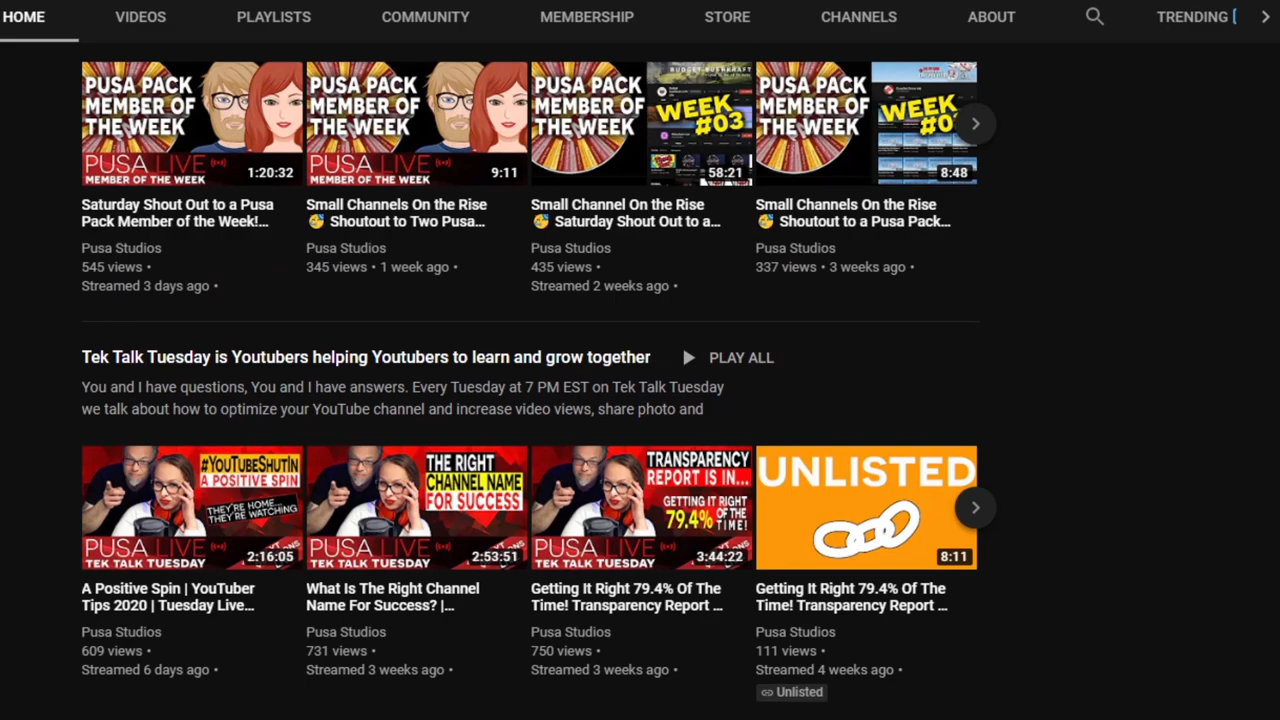 HOME VIDEOS PLAYLISTS COMMUNITY MEMBERSHIP STORE CHANNELS ABOUT TRENDING
PUSA PACK
MEMBER OF
THE WEEK
PUSA LIVE
MEMBER OF THE WEEK
1:20:32
PUSA PACK
MEMBER OF
THE WEEK
PUSA LIVE
MEMBER OF THE WEEK
9:11
PUSA PACK
MEMBER OF
THE WEEK
WEEK
#03
58:21
PUSA PACK
MEMBER OF
THE WEEK
WEEK
8:48
Saturday Shout Out to a Pusa
Pack Member of the Week!...
Pusa Studios
545 views •
Streamed 3 days ago •
Small Channels On the Rise
🥳 Shoutout to Two Pusa...
Pusa Studios
345 views • 1 week ago •
Small Channel On the Rise
🥳 Saturday Shout Out to a...
Pusa Studios
435 views •
Streamed 2 weeks ago •
Small Channels On the Rise
🥳 Shoutout to a Pusa Pack...
Pusa Studios
337 views • 3 weeks ago •
Tek Talk Tuesday is Youtubers helping Youtubers to learn and grow together PLAY ALL
You and I have questions, You and I have answers. Every Tuesday at 7 PM EST on Tek Talk Tuesday
we talk about how to optimize your YouTube channel and increase video views, share photo and
#YOUTUBESHUTIN
A POSITIVE SPIN
THEY'RE HOME...
THEY'RE WATCHING
PUSA LIVE
TEK TALK TUESDAY
2:16:05
THE RIGHT
CHANNEL NAME
FOR SUCCESS
PUSA LIVE
TEK TALK TUESDAY
2:53:51
TRANSPARENCY
REPORT IS IN...
GETTING IT RIGHT
79.4% OF THE
TIME!
PUSA LIVE
TEK TALK TUESDAY
3:44:22
UNLISTED
8:11
A Positive Spin | YouTuber
Tips 2020 | Tuesday Live...
Pusa Studios
609 views •
Streamed 6 days ago •
What Is The Right Channel
Name For Success? |...
Pusa Studios
731 views •
Streamed 3 weeks ago •
Getting It Right 79.4% Of The
Time! Transparency Report ...
Pusa Studios
750 views •
Streamed 3 weeks ago •
Getting It Right 79.4% Of The
Time! Transparency Report ...
Pusa Studios
111 views •
Streamed 4 weeks ago •
Unlisted